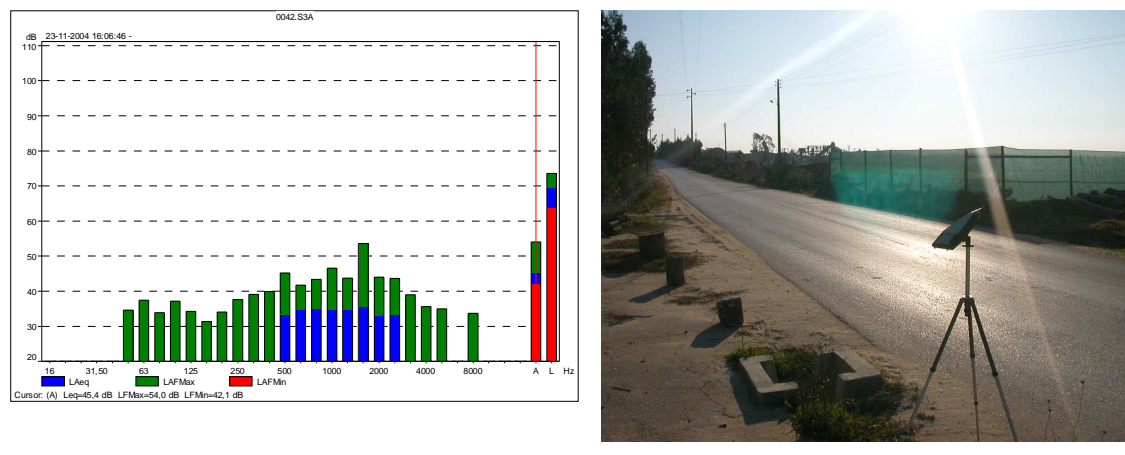 0042.S3A
dB 23-11-2004 16:06:46 -
110
100
90
80
70
60
50
40
30
20
16 31,50 63 125 250 500 1000 2000 4000 8000 A L Hz
LAeq LAFMax LAFMin
Cursor: (A) Leq=45,4 dB LFMax=54,0 dB LFMin=42,1 dB